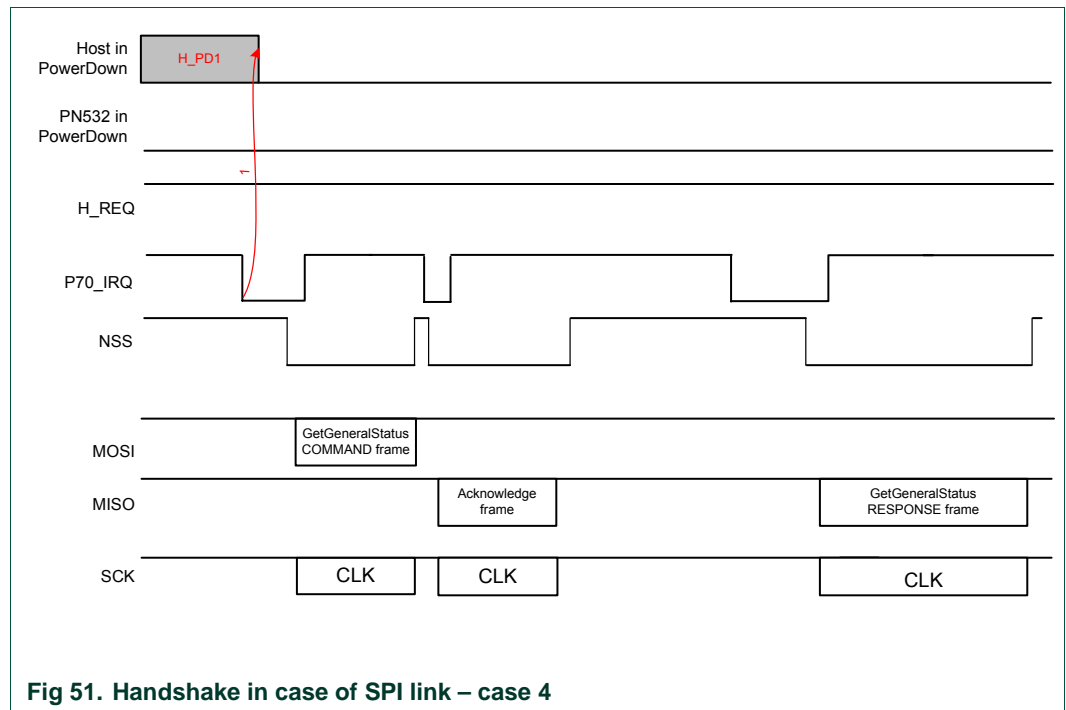 Host in
PowerDown
H_PD1
PN532 in
PowerDown
1
H_REQ
P70_IRQ
NSS
MOSI
GetGeneralStatus
COMMAND frame
MISO
Acknowledge
frame
GetGeneralStatus
RESPONSE frame
SCK
CLK
CLK
CLK
Fig 51. Handshake in case of SPI link – case 4